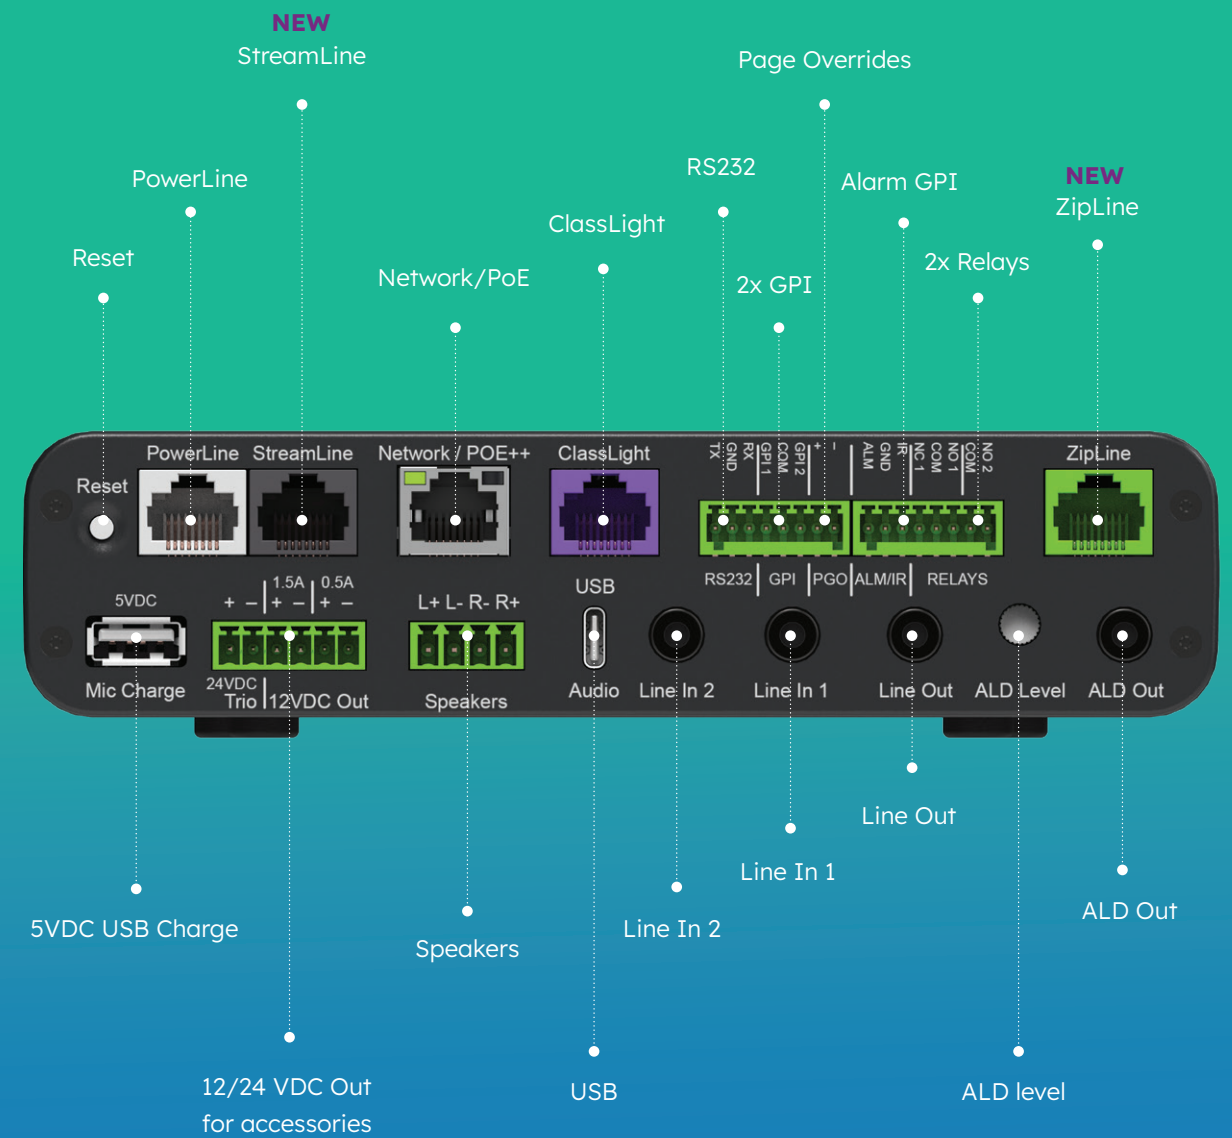 NEW
StreamLine
Page Overrides
PowerLine
RS232
Alarm GPI
NEW
ZipLine
ClassLight
Reset
Network/PoE
2x GPI
2x Relays
PowerLine
StreamLine
Network / POE++
ClassLight
TX
GND
RX
GPI 1
COM
GPI 2
+
–
ALM
GND
IR
NC 1
COM
NO 1
COM
NO 2
ZipLine
Reset
RS232
GPI
PGO
ALM/IR
RELAYS
5VDC
1.5A
0.5A
+ – + – + –
L+ L- R- R+
USB
Mic Charge
24VDC
Trio
12VDC Out
Speakers
Audio
Line In 2
Line In 1
Line Out
ALD Level
ALD Out
Line Out
Line In 1
ALD Out
5VDC USB Charge
Line In 2
Speakers
12/24 VDC Out
for accessories
USB
ALD level